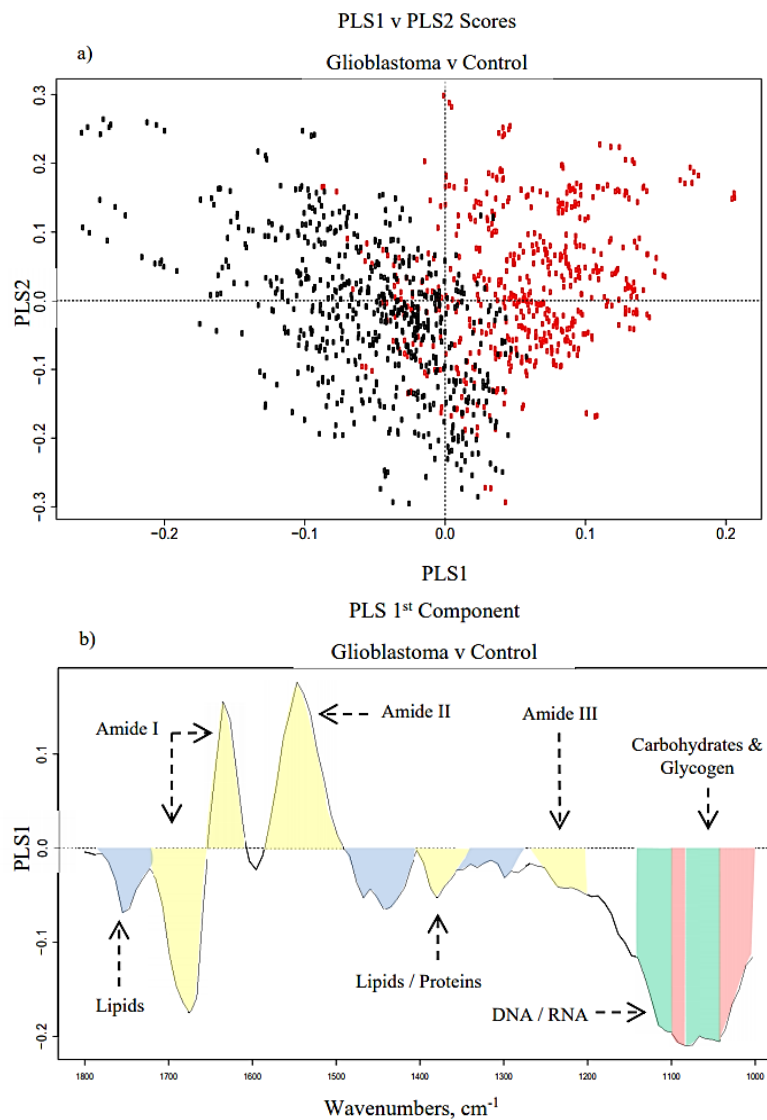 PLS1 v PLS2 Scores
a)
Glioblastoma v Control
0.3
0.2
0.1
0.0
−0.1
−0.2
−0.3
PLS2
−0.2
−0.1
0.0
0.1
0.2
PLS1
PLS 1st Component
b)
Glioblastoma v Control
Amide I
Amide II
Amide III
Carbohydrates &
Glycogen
0.1
0.0
−0.1
−0.2
PLS1
Lipids
Lipids / Proteins
DNA / RNA
1800
1700
1600
1500
1400
1300
1200
1100
1000
Wavenumbers, cm-1